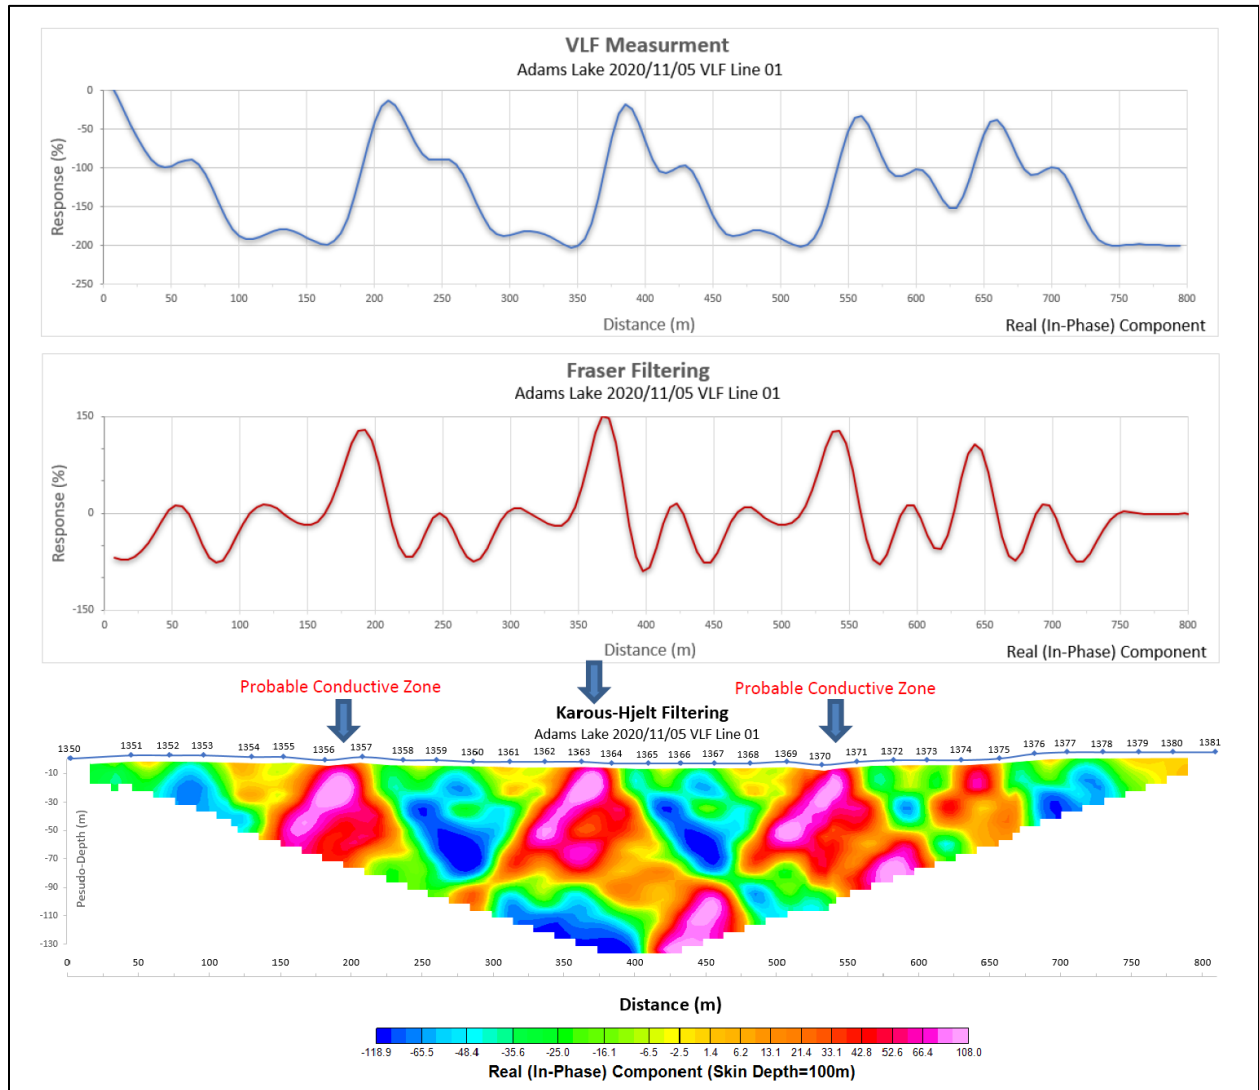 VLF Measurment
Adams Lake 2020/11/05 VLF Line 01
Response (%)
0
-50
-100
-150
-200
-250
0 50 100 150 200 250 300 350 400 450 500 550 600 650 700 750 800
Distance (m)
Real (In-Phase) Component
Fraser Filtering
Adams Lake 2020/11/05 VLF Line 01
Response (%)
150
0
-150
0 50 100 150 200 250 300 350 400 450 500 550 600 650 700 750 800
Distance (m)
Real (In-Phase) Component
Probable Conductive Zone
Probable Conductive Zone
Karous-Hjelt Filtering
Adams Lake 2020/11/05 VLF Line 01
1350 1351 1352 1353 1354 1355 1356 1357 1358 1359 1360 1361 1362 1363 1364 1365 1366 1367 1368 1369 1370 1371 1372 1373 1374 1375 1376 1377 1378 1379 1380 1381
Pesudo-Depth (m)
-10
-30
-50
-70
-90
-110
-130
0 50 100 150 200 250 300 350 400 450 500 550 600 650 700 750 800
Distance (m)
-118.9 -65.5 -48.4 -35.6 -25.0 -16.1 -6.5 -2.5 1.4 6.2 13.1 21.4 33.1 42.8 52.6 66.4 108.0
Real (In-Phase) Component (Skin Depth=100m)